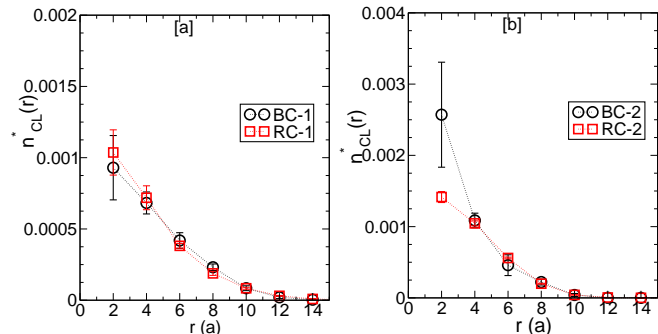 [a]
0.002
0.0015
0.001
0.0005
0
n*CL(r)
BC-1
RC-1
0 2 4 6 8 10 12 14
r (a)
[b]
0.004
0.003
0.002
0.001
0
n*CL(r)
BC-2
RC-2
0 2 4 6 8 10 12 14
r (a)